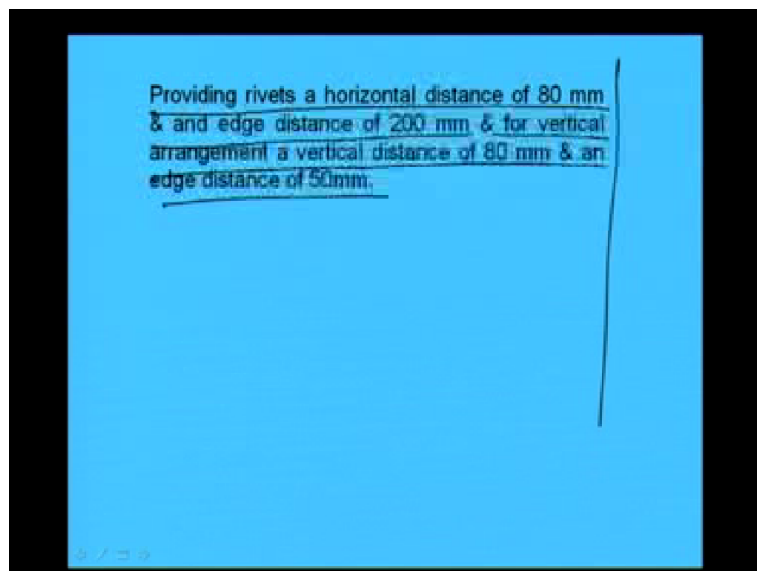 Providing rivets a horizontal distance of 80 mm
& and edge distance of 200 mm & for vertical
arrangement a vertical distance of 80 mm & an
edge distance of 50mm.